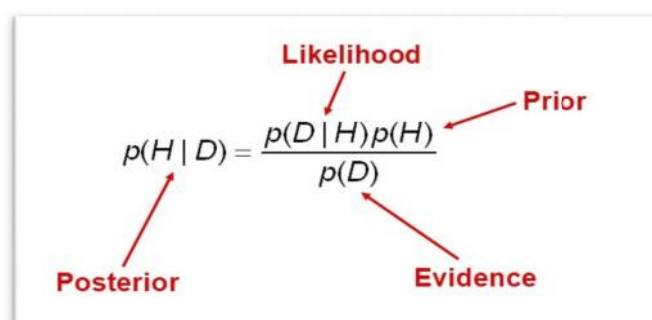 Likelihood
Prior
p(H | D) = p(D | H)p(H)
p(D)
Posterior
Evidence